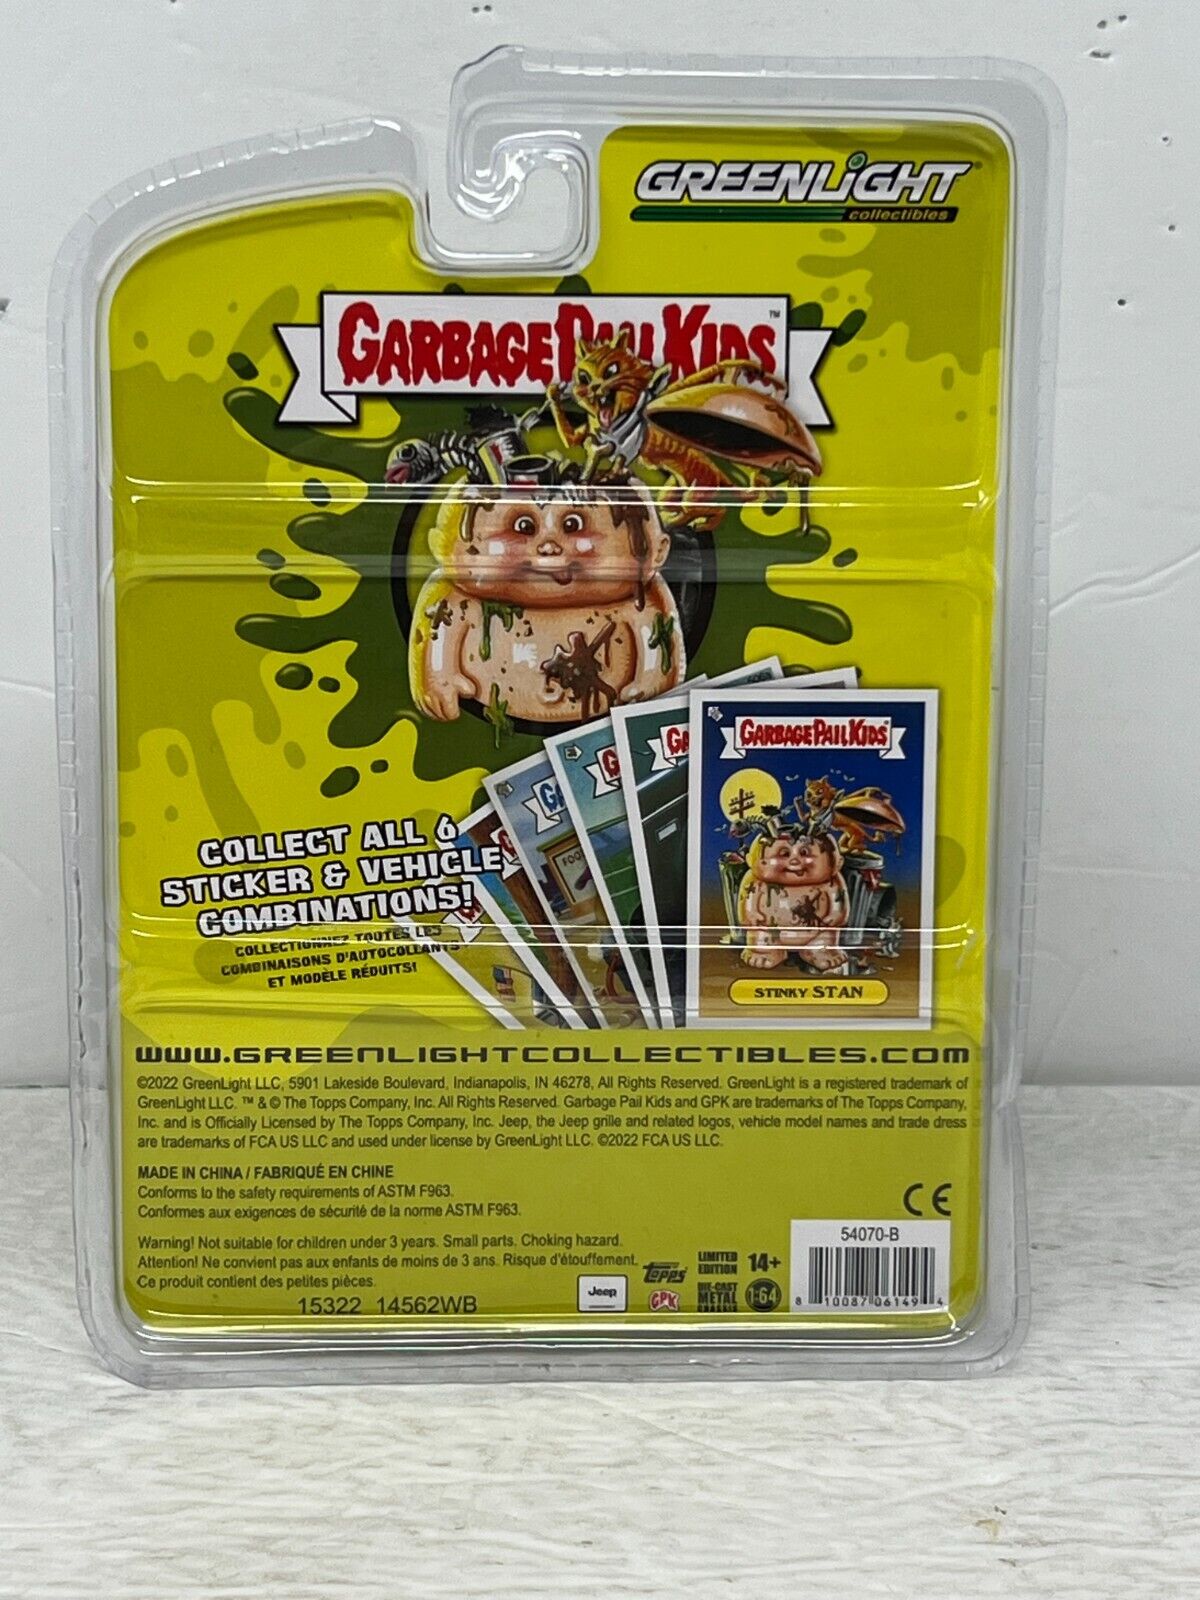 GREENLiGHT
collectibles
GARBAGE PAIL KIDS ™
GARBAGE PAIL KIDS
STINKY STAN
COLLECT ALL 6
STICKER & VEHICLE
COMBINATIONS!
COLLECTIONNEZ TOUTES LES
COMBINAISONS D'AUTOCOLLANTS
ET MODÈLE RÉDUITS!
WWW.GREENLIGHTCOLLECTIBLES.COM
©2022 GreenLight LLC, 5901 Lakeside Boulevard, Indianapolis, IN 46278, All Rights Reserved. GreenLight is a registered trademark of
GreenLight LLC. ™ & © The Topps Company, Inc. All Rights Reserved. Garbage Pail Kids and GPK are trademarks of The Topps Company,
Inc. and is Officially Licensed by The Topps Company, Inc. Jeep, the Jeep grille and related logos, vehicle model names and trade dress
are trademarks of FCA US LLC and used under license by GreenLight LLC. ©2022 FCA US LLC.
MADE IN CHINA / FABRIQUÉ EN CHINE
Conforms to the safety requirements of ASTM F963.
Conformes aux exigences de sécurité de la norme ASTM F963.
CE
Warning! Not suitable for children under 3 years. Small parts. Choking hazard.
Attention! Ne convient pas aux enfants de moins de 3 ans. Risque d'étouffement.
Ce produit contient des petites pièces.
15322 14562WB
Jeep
Topps
GPK
LIMITED
EDITION
DIE-CAST
METAL
CHASSIS
14+
1:64
54070-B
8 10087 06149 4